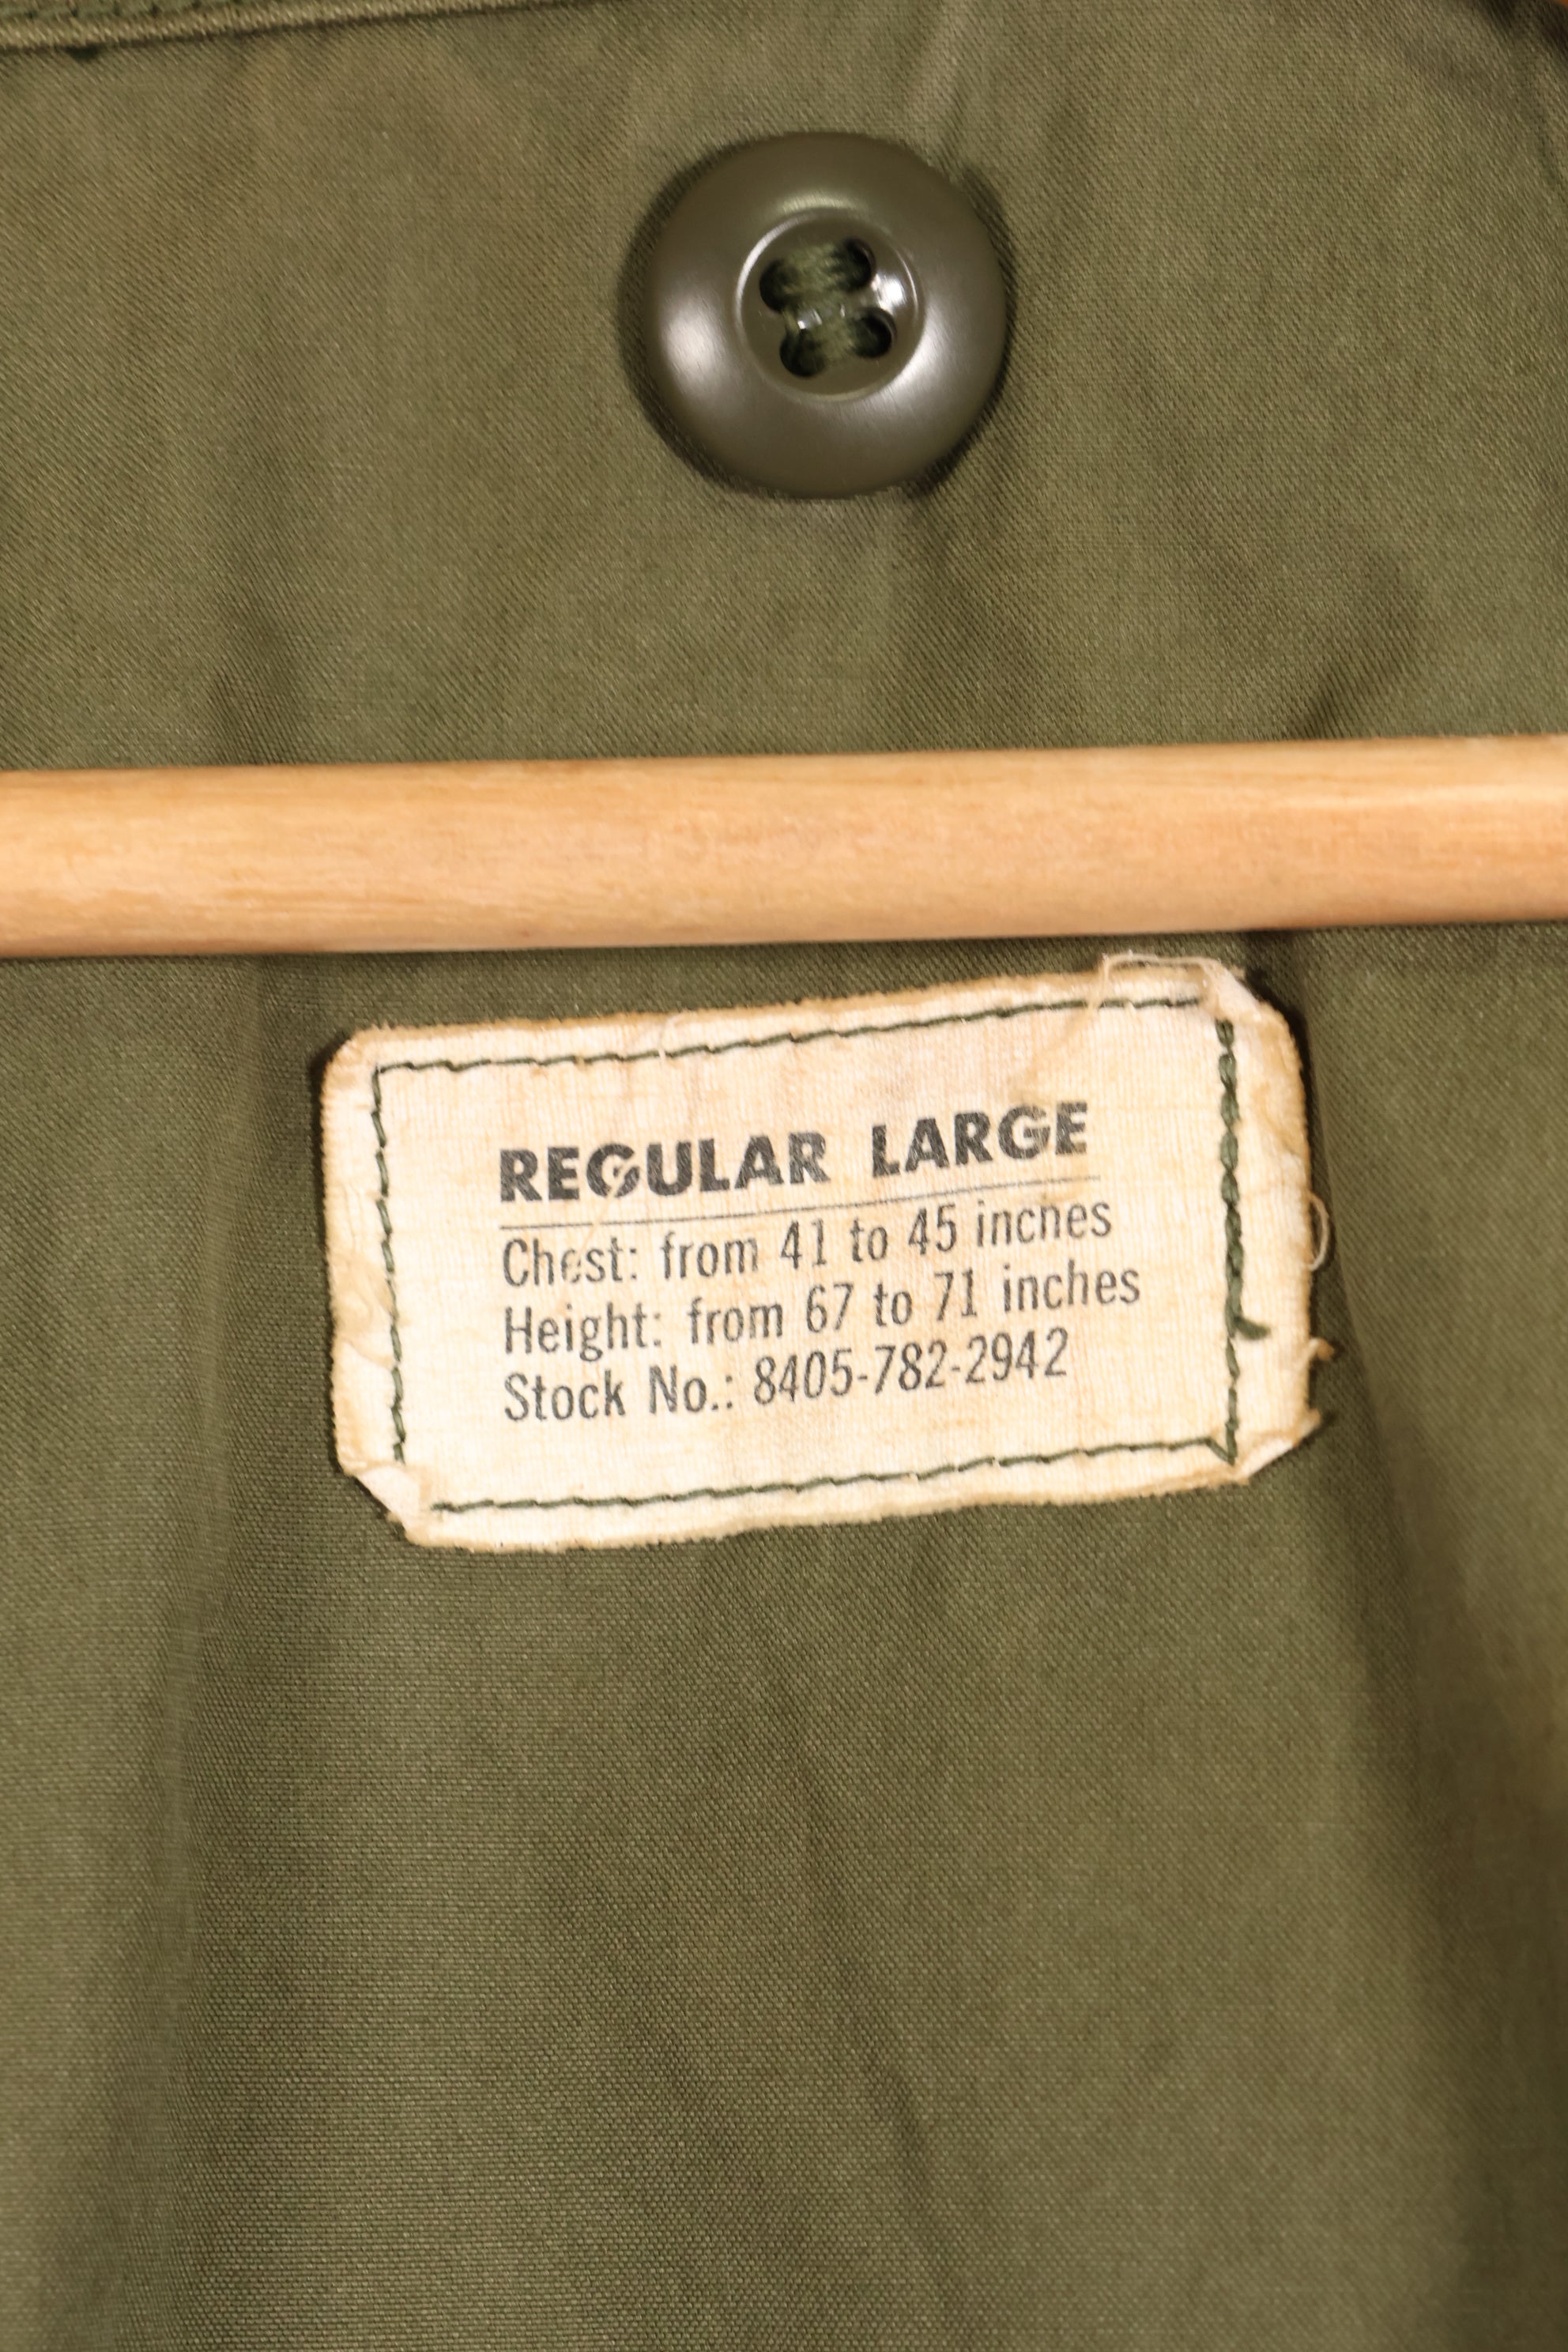 REGULAR LARGE
Chest: from 41 to 45 inches
Height: from 67 to 71 inches
Stock No.: 8405-782-2942